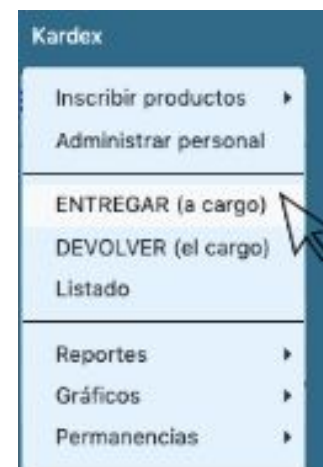 Kardex
Inscribir productos
Administrar personal
ENTREGAR (a cargo)
DEVOLVER (el cargo)
Listado
Reportes
Gráficos
Permanencias